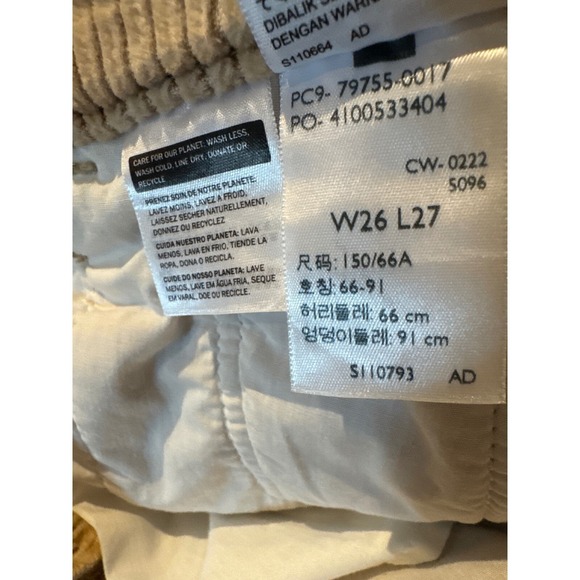 DIBALIK
DENGAN WARN
S110664 AD
PC9- 79755-0017
PO- 4100533404
CW- 0222
5096
W26 L27
尺码: 150/66A
호칭: 66-91
허리둘레: 66 cm
엉덩이둘레: 91 cm
S110793 AD
CARE FOR OUR PLANET. WASH LESS,
WASH COLD, LINE DRY, DONATE OR
RECYCLE.
PRENEZ SOIN DE NOTRE PLANÈTE.
LAVEZ MOINS, LAVEZ À FROID,
LAISSEZ SECHER NATURELLEMENT,
DONNEZ OU RECYCLEZ
CUIDA NUESTRO PLANETA: LAVE
MENOS, LAVA EN FRIO, TIENDE LA
ROPA, DONA O RECICLA.
CUIDE DO NOSSO PLANETA: LAVE
MENOS, LAVE EM ÁGUA FRIA, SEQUE
EM VARAL, DOE OU RECICLE.